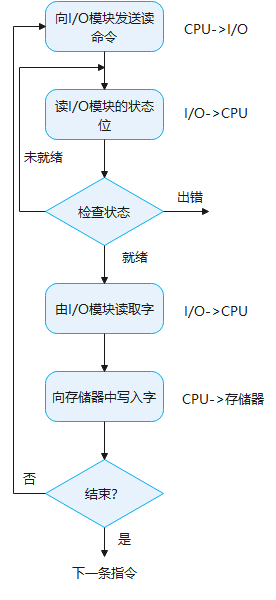 向I/O模块发送读
命令
CPU->I/O
读I/O模块的状态
位
I/O->CPU
未就绪
检查状态
出错
就绪
由I/O模块读取字
I/O->CPU
向存储器中写入字
CPU->存储器
否
结束?
是
下一条指令